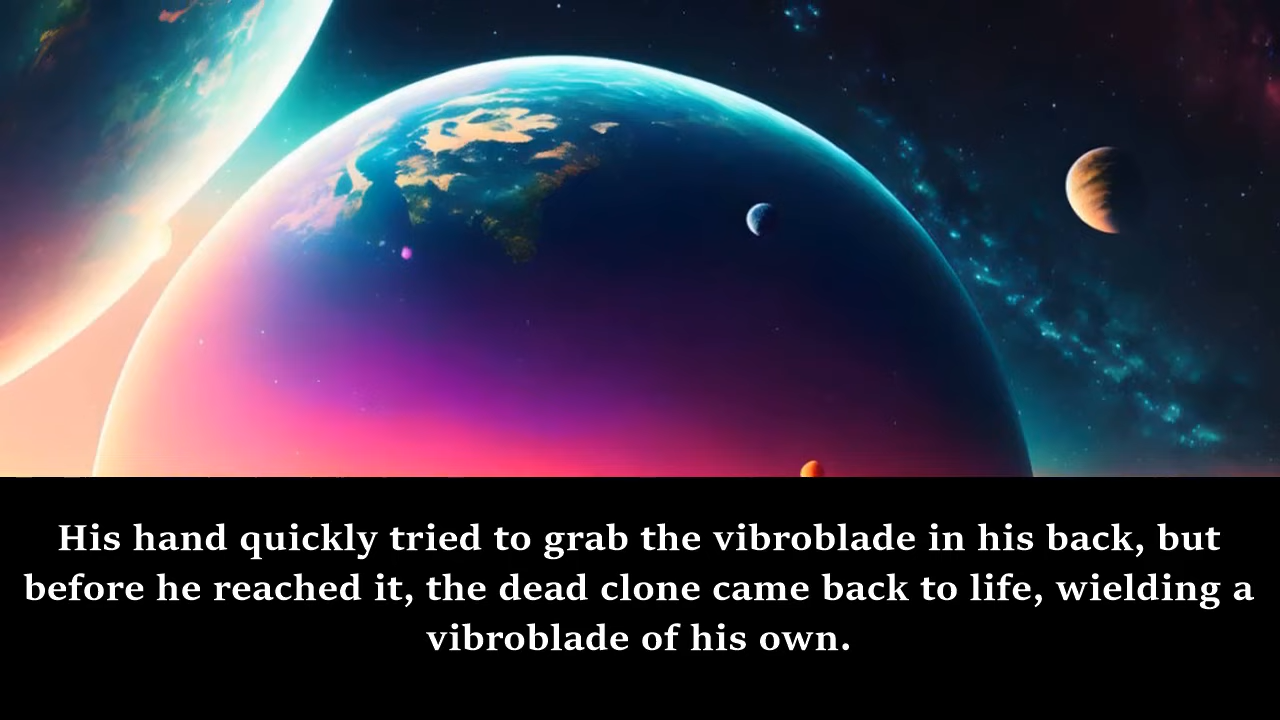 His hand quickly tried to grab the vibroblade in his back, but
before he reached it, the dead clone came back to life, wielding a
vibroblade of his own.